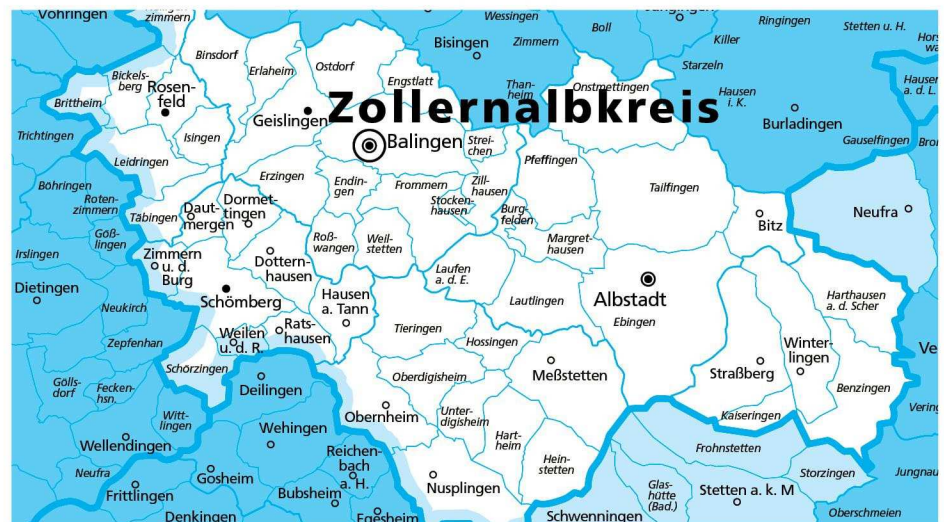 Vöhringen
zimmern
Wessingen
Boll
Jungingen
Ringingen
Stetten u. H.
Bisingen
Zimmern
Killer
Binsdorf
Erlaheim
Ostdorf
Engstlatt
Than-
heim
Onstmettingen
Starzeln
Hausen
i. K.
Hausen
a. d. L.
Bickels-
berg
Rosen-
feld
Brittheim
Zollernalbkreis
Geislingen
Burladingen
Trichtingen
Isingen
Balingen
Strei-
chen
Gauselfingen
Leidringen
Pfeffingen
Böhringen
Erzingen
Endin-
gen
Frommern
Zill-
hausen
Tailfingen
Roten-
zimmern
Täbingen
Daut-
mergen
Dormet-
tingen
Stocken-
hausen
Burg-
felden
Bitz
Neufra
Göß-
lingen
Irslingen
Roß-
wangen
Weil-
stetten
Margret-
hausen
Zimmern
u. d.
Burg
Dottern-
hausen
Laufen
a. d. E.
Dietingen
Schömberg
Hausen
a. Tann
Lautlingen
Albstadt
Ebingen
Harthausen
a. d. Scher
Neukirch
Zepfenhan
Weilen
u. d. R.
Rats-
hausen
Tieringen
Hossingen
Winter-
lingen
Schörzingen
Oberdigisheim
Meßstetten
Straßberg
Benzingen
Gölls-
dorf
Fecken-
hsn.
Deilingen
Obernheim
Unter-
digisheim
Kaiseringen
Witt-
lingen
Wehingen
Hart-
heim
Wellendingen
Reichen-
bach
a. H.
Hein-
stetten
Frohnstetten
Neufra
Gosheim
Bubsheim
Nusplingen
Storzingen
Frittlingen
Glas-
hütte
(Bad.)
Stetten a. k. M
Denkingen
Egesheim
Schwenningen
Oberschmeien